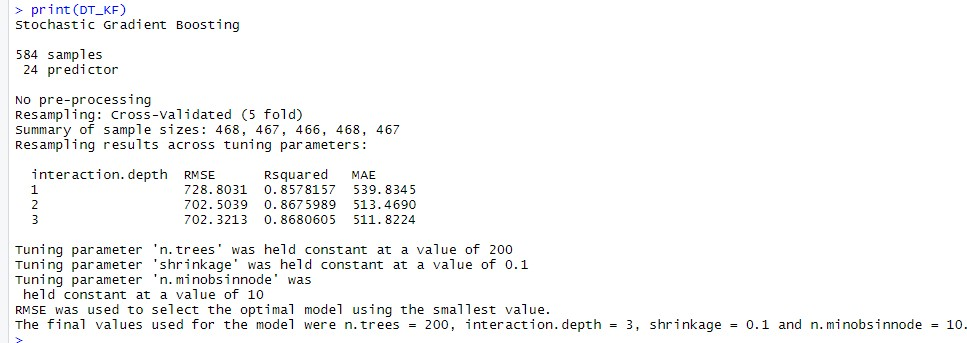 > print(DT_KF)
Stochastic Gradient Boosting

584 samples
 24 predictor

No pre-processing
Resampling: Cross-Validated (5 fold)
Summary of sample sizes: 468, 467, 466, 468, 467
Resampling results across tuning parameters:

  interaction.depth  RMSE      Rsquared   MAE
  1                  728.8031  0.8578157  539.8345
  2                  702.5039  0.8675989  513.4690
  3                  702.3213  0.8680605  511.8224

Tuning parameter 'n.trees' was held constant at a value of 200
Tuning parameter 'shrinkage' was held constant at a value of 0.1
Tuning parameter 'n.minobsinnode' was
 held constant at a value of 10
RMSE was used to select the optimal model using the smallest value.
The final values used for the model were n.trees = 200, interaction.depth = 3, shrinkage = 0.1 and n.minobsinnode = 10.
>